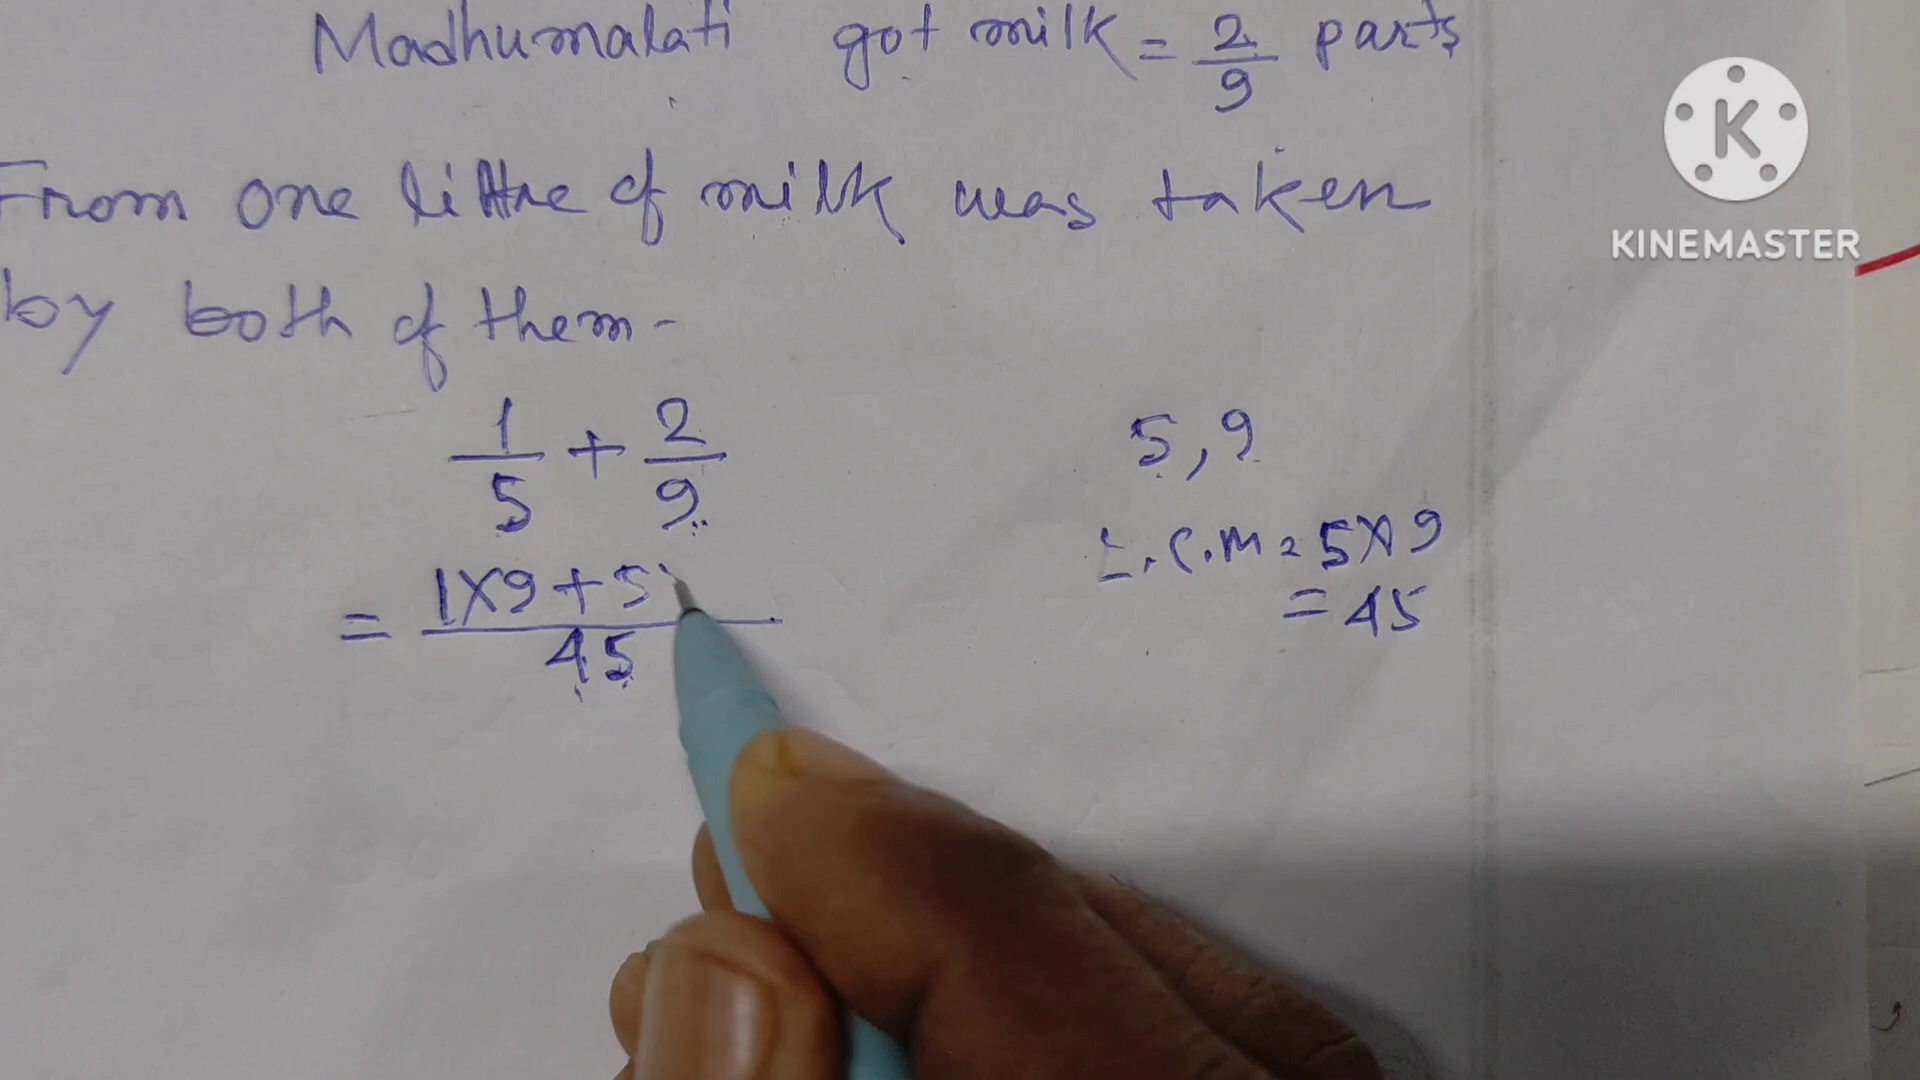 Madhumalati got milk = 2/9 parts
From one littre of milk was taken
by both of them -
1/5 + 2/9
= 1×9 + 5× / 45
5, 9
L.C.M = 5×9
= 45
K
KINEMASTER